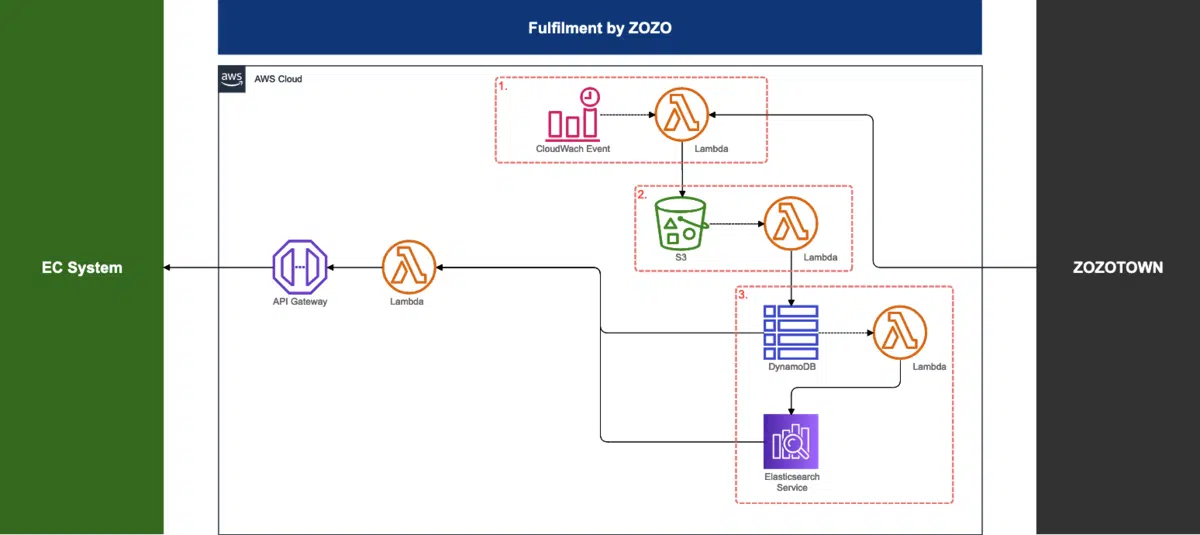 Fulfilment by ZOZO
aws
AWS Cloud
1.
CloudWach Event
Lambda
2.
S3
Lambda
EC System
API Gateway
Lambda
ZOZOTOWN
3.
DynamoDB
Lambda
Elasticsearch
Service